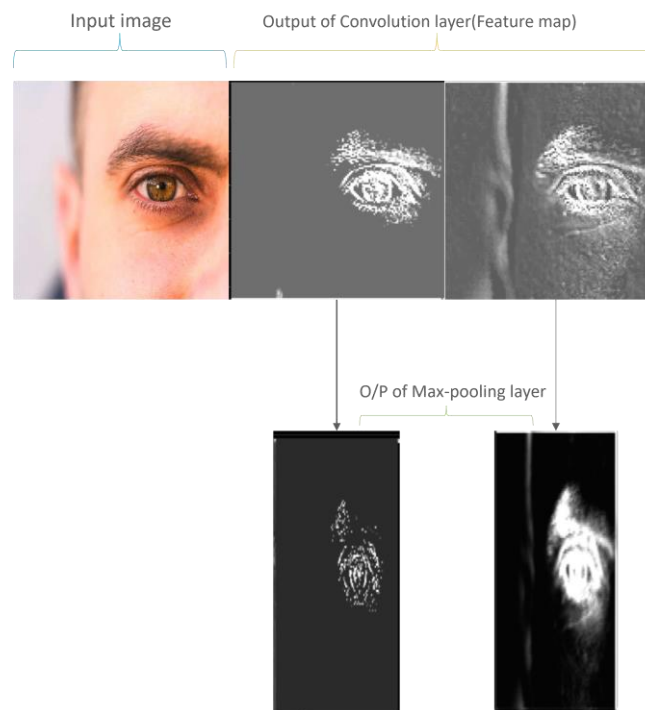 Input image
Output of Convolution layer(Feature map)
O/P of Max-pooling layer